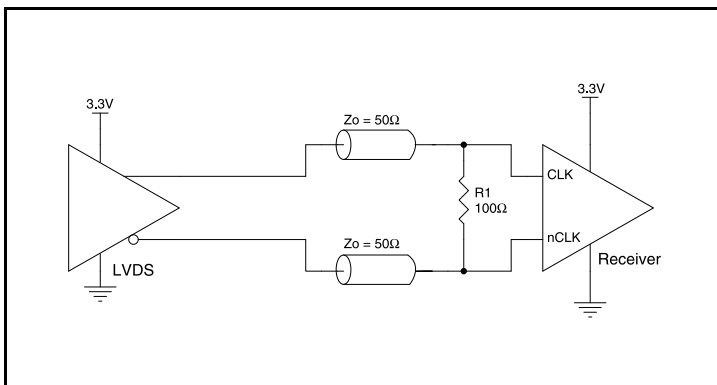 3.3V
3.3V
Zo = 50Ω
CLK
R1
100Ω
nCLK
Zo = 50Ω
LVDS
Receiver